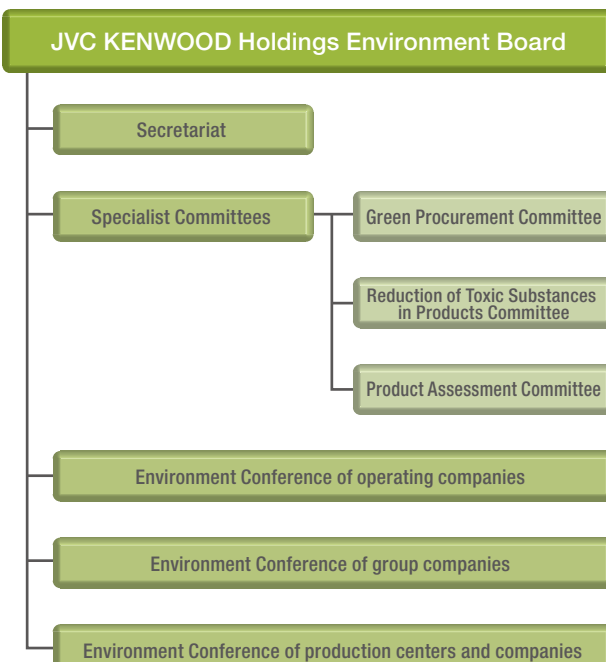 JVC KENWOOD Holdings Environment Board
Secretariat
Specialist Committees
Green Procurement Committee
Reduction of Toxic Substances
in Products Committee
Product Assessment Committee
Environment Conference of operating companies
Environment Conference of group companies
Environment Conference of production centers and companies